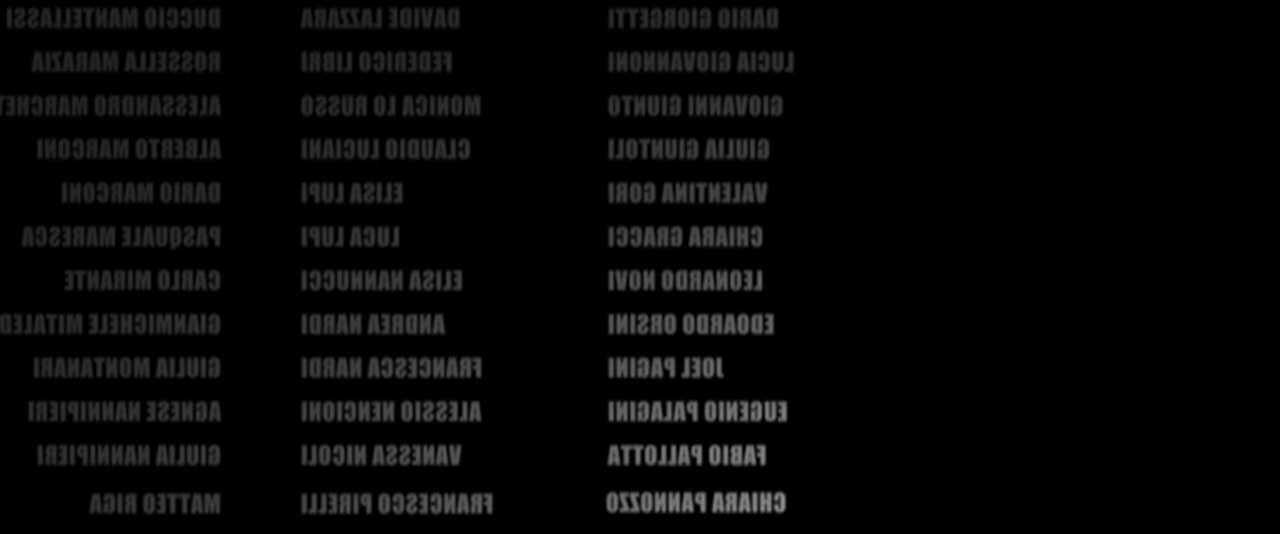 DARIO GIORGETTI DAVIDE LAZZARA DUCCIO MANTELLASSI
LUCIA GIOVANNONI FEDERICO LIBRI ROSSELLA MARAZIA
GIOVANNI GIUNTO MONICA LO RUSSO ALESSANDRO MARCHET
GIULIA GIUNTOLI CLAUDIO LUCIANI ALBERTO MARCONI
VALENTINA GORI ELISA LUPI DARIO MARCONI
CHIARA GRACCI LUCA LUPI PASQUALE MARESCA
LEONARDO NOVI ELISA NANNUCCI CARLO MIRANTE
EDOARDO ORSINI ANDREA NARDI GIANMICHELE MITALED
JOEL PAGINI FRANCESCA NARDI GIULIA MONTANARI
EUGENIO PALAGINI ALESSIO NENCIONI AGNESE NANNIPIERI
FABIO PALLOTTA VANESSA NICOLI GIULIA NANNIPIERI
CHIARA PANNOZZO FRANCESCO PIRELLI MATTEO RIGA